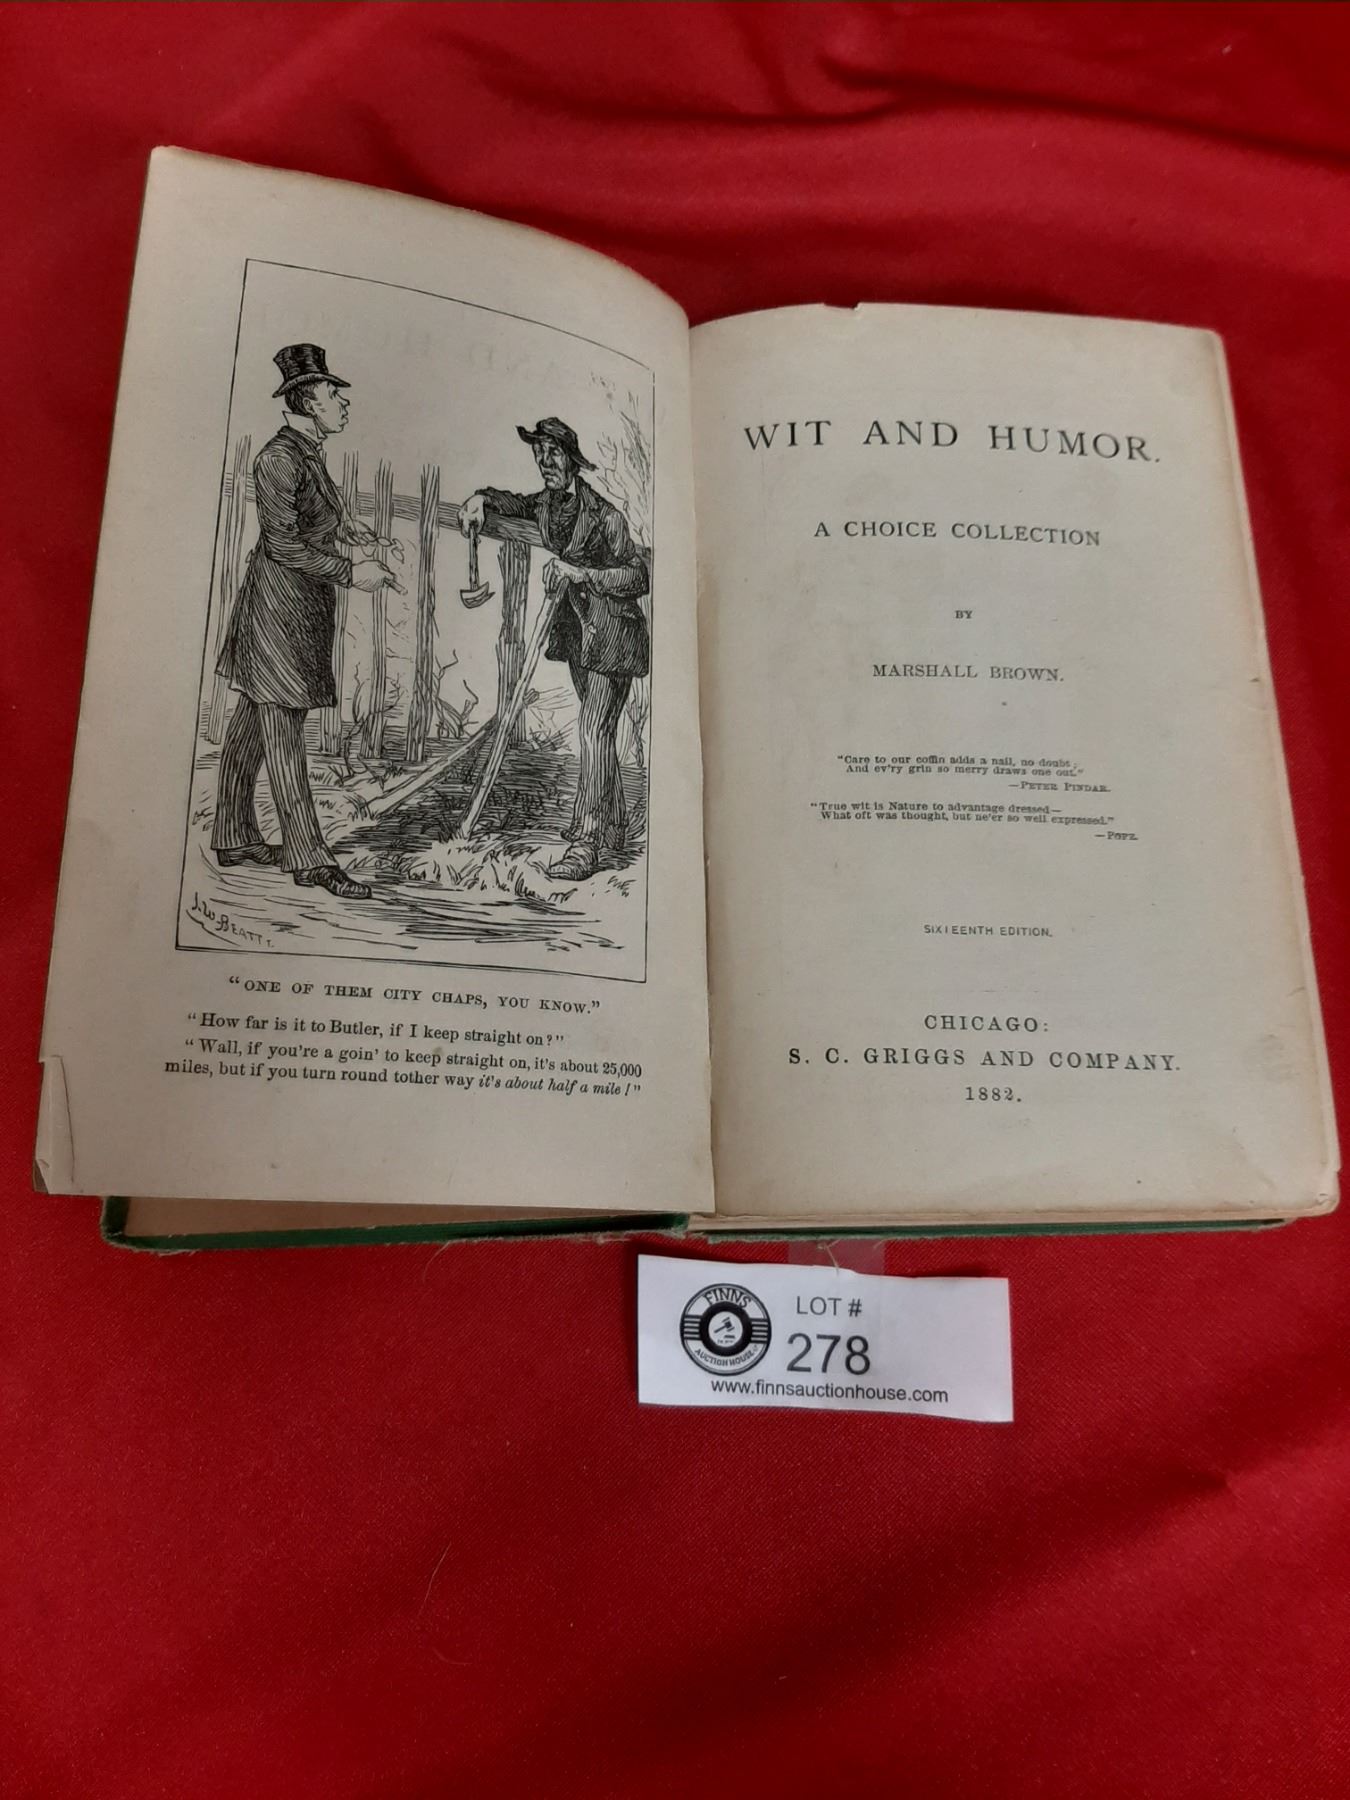 J.W. BEATTY.
"ONE OF THEM CITY CHAPS, YOU KNOW."
"How far is it to Butler, if I keep straight on?"
"Wall, if you're a goin' to keep straight on, it's about 25,000
miles, but if you turn round tother way it's about half a mile!"
WIT AND HUMOR.
A CHOICE COLLECTION
BY
MARSHALL BROWN.
"Care to our coffin adds a nail, no doubt;
And ev'ry grin so merry draws one out."
—PETER PINDAR.
"True wit is Nature to advantage dressed—
What oft was thought, but ne'er so well expressed."
—POPE.
SIXTEENTH EDITION.
CHICAGO:
S. C. GRIGGS AND COMPANY.
1882.
FINNS
AUCTION HOUSE
LOT #
278
www.finnsauctionhouse.com